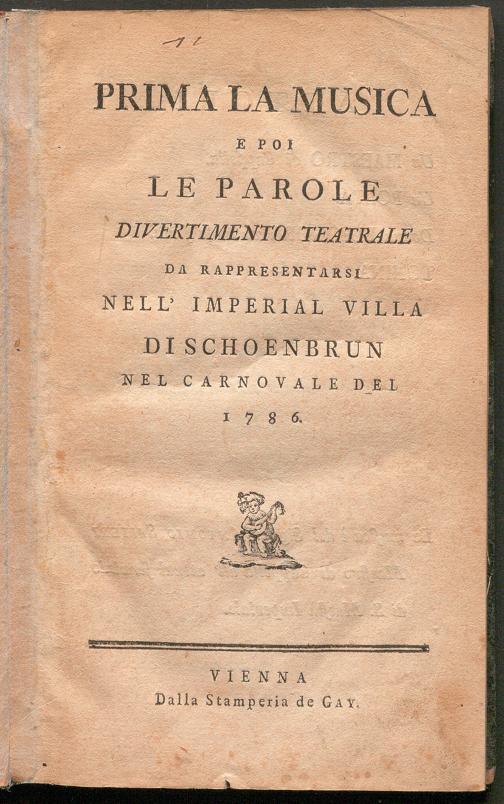 PRIMA LA MUSICA
E POI
LE PAROLE
DIVERTIMENTO TEATRALE
DA RAPPRESENTARSI
NELL' IMPERIAL VILLA
DI SCHOENBRUN
NEL CARNOVALE DEL
1786.
VIENNA
Dalla Stamperia de GAY.